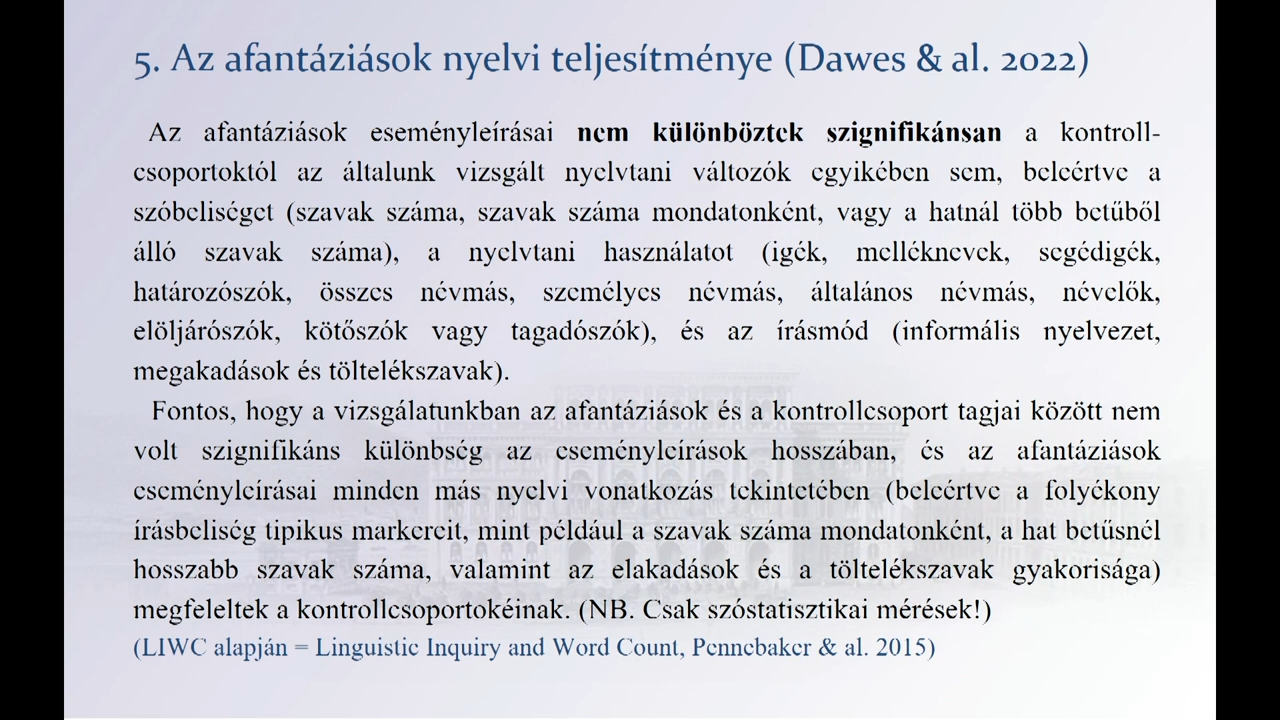 5. Az afantáziások nyelvi teljesítménye (Dawes & al. 2022)
Az afantáziások eseményleírásai nem különböztek szignifikánsan a kontroll-
csoportoktól az általunk vizsgált nyelvtani változók egyikében sem, beleértve a
szóbeliséget (szavak száma, szavak száma mondatonként, vagy a hatnál több betűből
álló szavak száma), a nyelvtani használatot (igék, melléknevek, segédigék,
határozószók, összes névmás, személyes névmás, általános névmás, névelők,
elöljárószók, kötőszók vagy tagadószók), és az írásmód (informális nyelvezet,
megakadások és töltelékszavak).
Fontos, hogy a vizsgálatunkban az afantáziások és a kontrollcsoport tagjai között nem
volt szignifikáns különbség az eseményleírások hosszában, és az afantáziások
eseményleírásai minden más nyelvi vonatkozás tekintetében (beleértve a folyékony
írásbeliség tipikus markereit, mint például a szavak száma mondatonként, a hat betűsnél
hosszabb szavak száma, valamint az elakadások és a töltelékszavak gyakorisága)
megfeleltek a kontrollcsoportokéinak. (NB. Csak szóstatisztikai mérések!)
(LIWC alapján = Linguistic Inquiry and Word Count, Pennebaker & al. 2015)